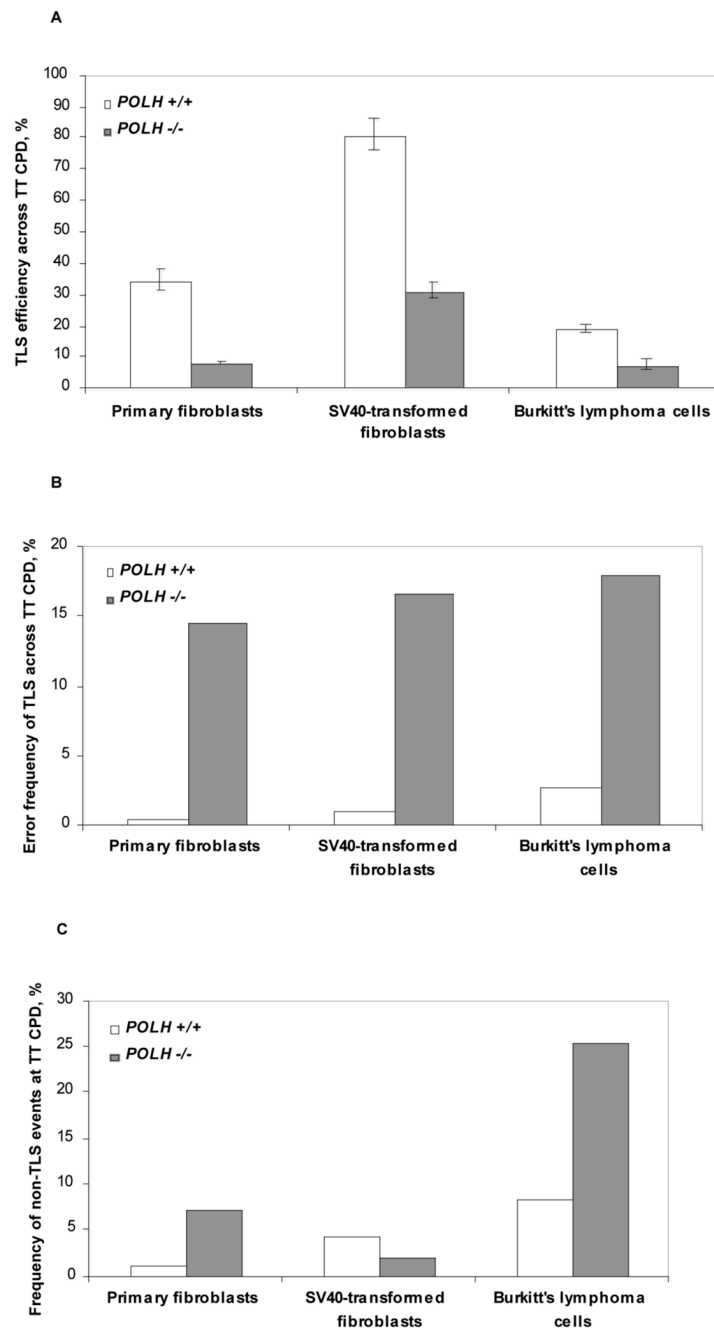 A
TLS efficiency across TT CPD, %
100
90
80
70
60
50
40
30
20
10
0
POLH +/+
POLH -/-
Primary fibroblasts
SV40-transformed
fibroblasts
Burkitt's lymphoma cells
B
Error frequency of TLS across TT CPD, %
20
15
10
5
0
POLH +/+
POLH -/-
Primary fibroblasts
SV40-transformed
fibroblasts
Burkitt's lymphoma
cells
C
Frequency of non-TLS events at TT CPD, %
30
25
20
15
10
5
0
POLH +/+
POLH -/-
Primary fibroblasts
SV40-transformed
fibroblasts
Burkitt's lymphoma
cells